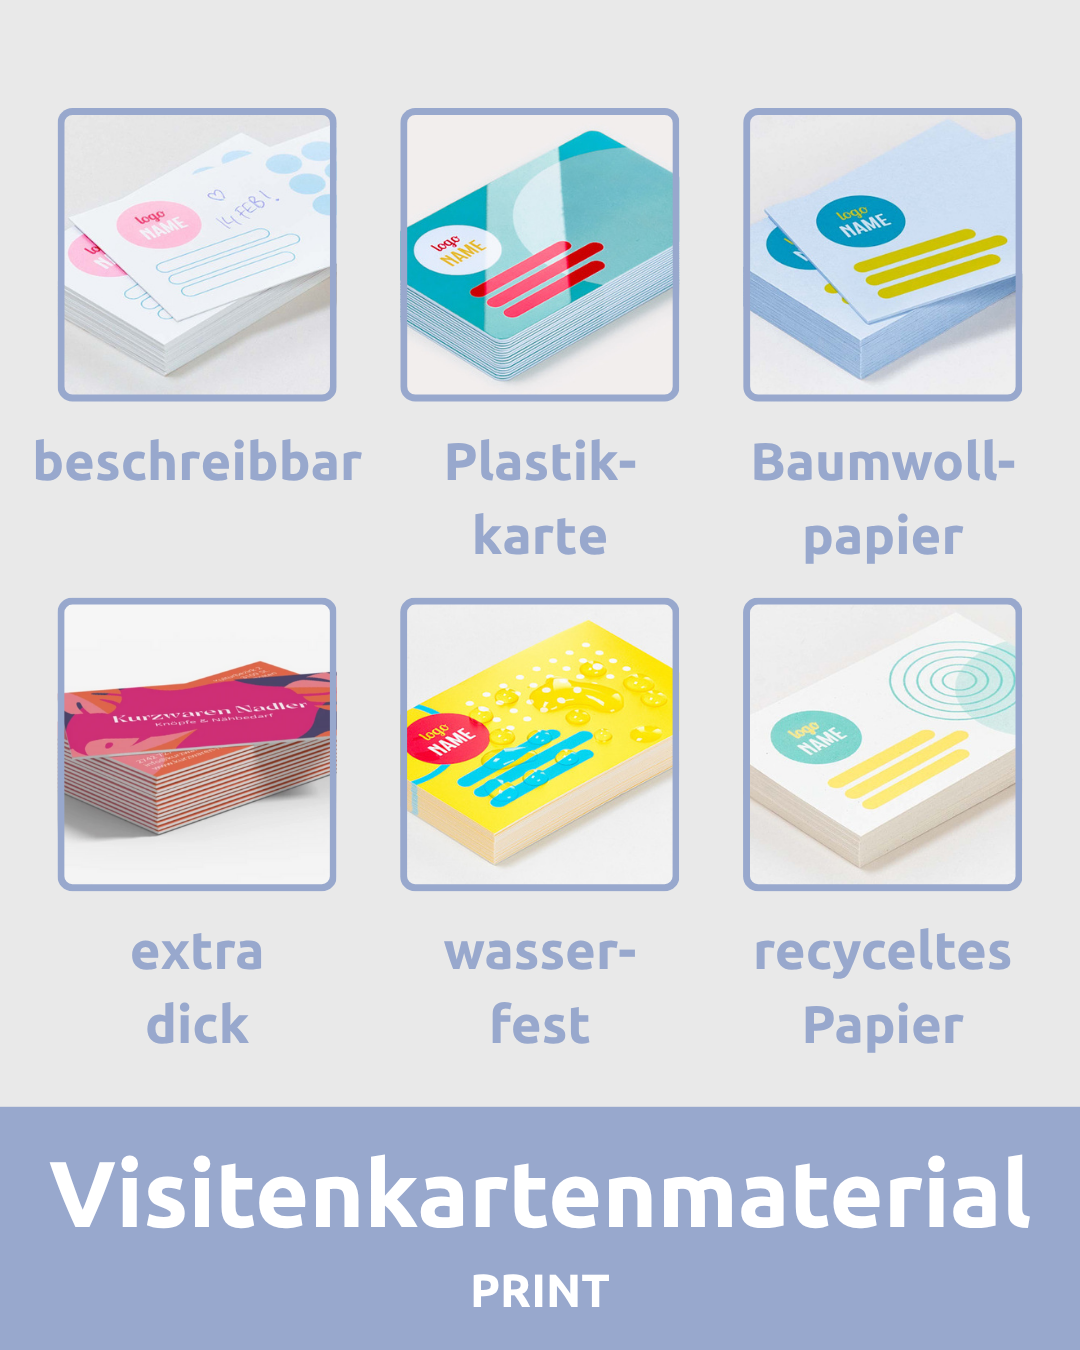 logo
NAME
14 FEB!
logo
NAME
logo
NAME
beschreibbar
Plastik-
karte
Baumwoll-
papier
Kurzwaren Nadler
Knöpfe & Nähbedarf
logo
NAME
logo
NAME
extra
dick
wasser-
fest
recyceltes
Papier
Visitenkartenmaterial
PRINT